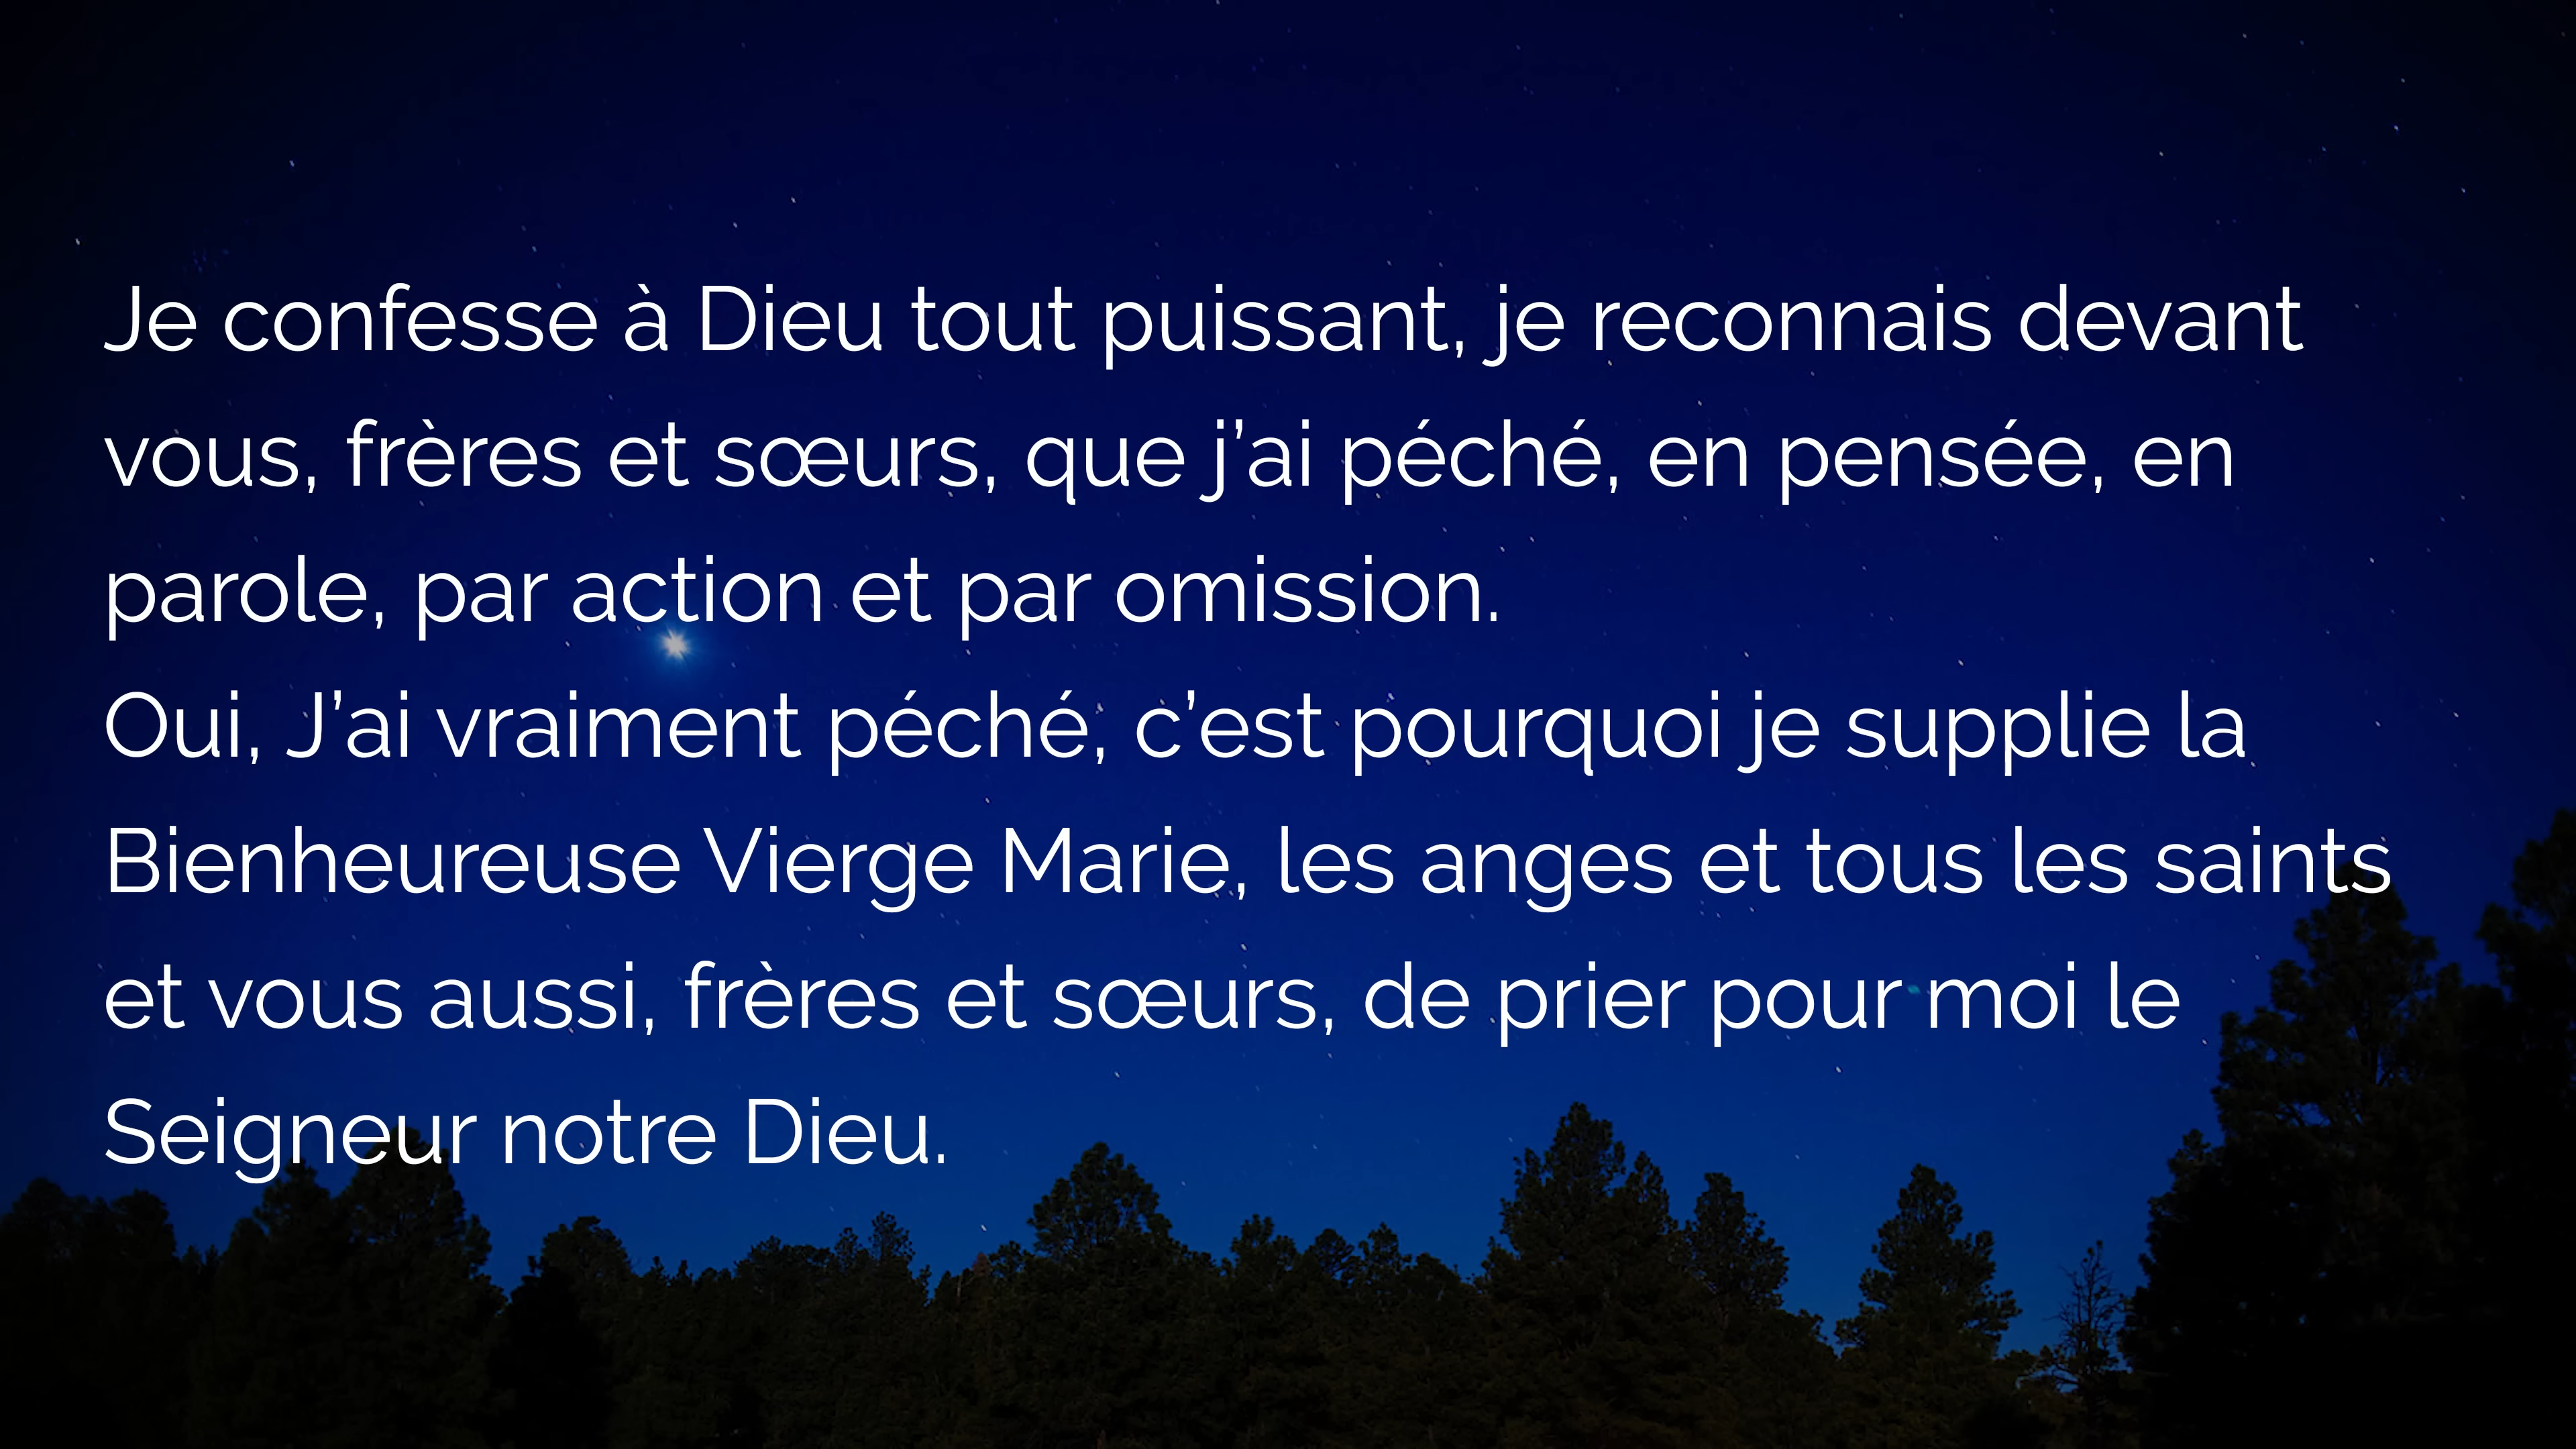 Je confesse à Dieu tout puissant, je reconnais devant
vous, frères et sœurs, que j’ai péché, en pensée, en
parole, par action et par omission.
Oui, J’ai vraiment péché, c’est pourquoi je supplie la
Bienheureuse Vierge Marie, les anges et tous les saints
et vous aussi, frères et sœurs, de prier pour moi le
Seigneur notre Dieu.